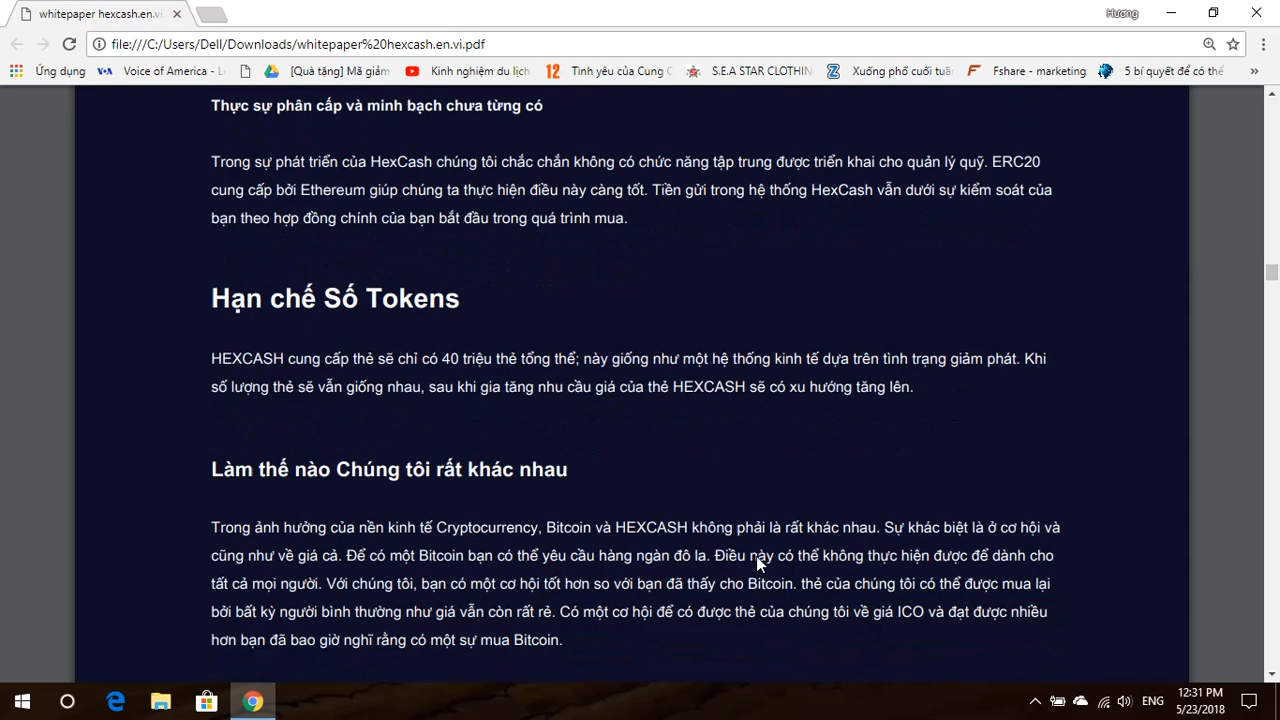 whitepaper hexcash.en.vi.
Hương
file:///C:/Users/Dell/Downloads/whitepaper%20hexcash.en.vi.pdf
Ứng dụng
VOA
Voice of America - L
[Quà tặng] Mã giảm
Kinh nghiệm du lịch
12
Tình yêu của Cung C
S.E.A STAR CLOTHIN
Z
Xuống phố cuối tuần
F
Fshare - marketing
5 bí quyết để có thể
»
Thực sự phân cấp và minh bạch chưa từng có
Trong sự phát triển của HexCash chúng tôi chắc chắn không có chức năng tập trung được triển khai cho quản lý quỹ. ERC20
cung cấp bởi Ethereum giúp chúng ta thực hiện điều này càng tốt. Tiền gửi trong hệ thống HexCash vẫn dưới sự kiểm soát của
bạn theo hợp đồng chính của bạn bắt đầu trong quá trình mua.
Hạn chế Số Tokens
HEXCASH cung cấp thẻ sẽ chỉ có 40 triệu thẻ tổng thể; này giống như một hệ thống kinh tế dựa trên tình trạng giảm phát. Khi
số lượng thẻ sẽ vẫn giống nhau, sau khi gia tăng nhu cầu giá của thẻ HEXCASH sẽ có xu hướng tăng lên.
Làm thế nào Chúng tôi rất khác nhau
Trong ảnh hưởng của nền kinh tế Cryptocurrency, Bitcoin và HEXCASH không phải là rất khác nhau. Sự khác biệt là ở cơ hội và
cũng như về giá cả. Để có một Bitcoin bạn có thể yêu cầu hàng ngàn đô la. Điều này có thể không thực hiện được để dành cho
tất cả mọi người. Với chúng tôi, bạn có một cơ hội tốt hơn so với bạn đã thấy cho Bitcoin. thẻ của chúng tôi có thể được mua lại
bởi bất kỳ người bình thường như giá vẫn còn rất rẻ. Có một cơ hội để có được thẻ của chúng tôi về giá ICO và đạt được nhiều
hơn bạn đã bao giờ nghĩ rằng có một sự mua Bitcoin.
ENG
12:31 PM
5/23/2018